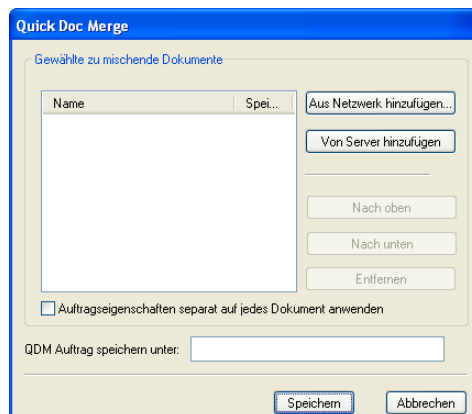 Quick Doc Merge
Gewählte zu mischende Dokumente
Name Spei...
Aus Netzwerk hinzufügen...
Von Server hinzufügen
Nach oben
Nach unten
Entfernen
Auftragseigenschaften separat auf jedes Dokument anwenden
QDM Auftrag speichern unter:
Speichern Abbrechen